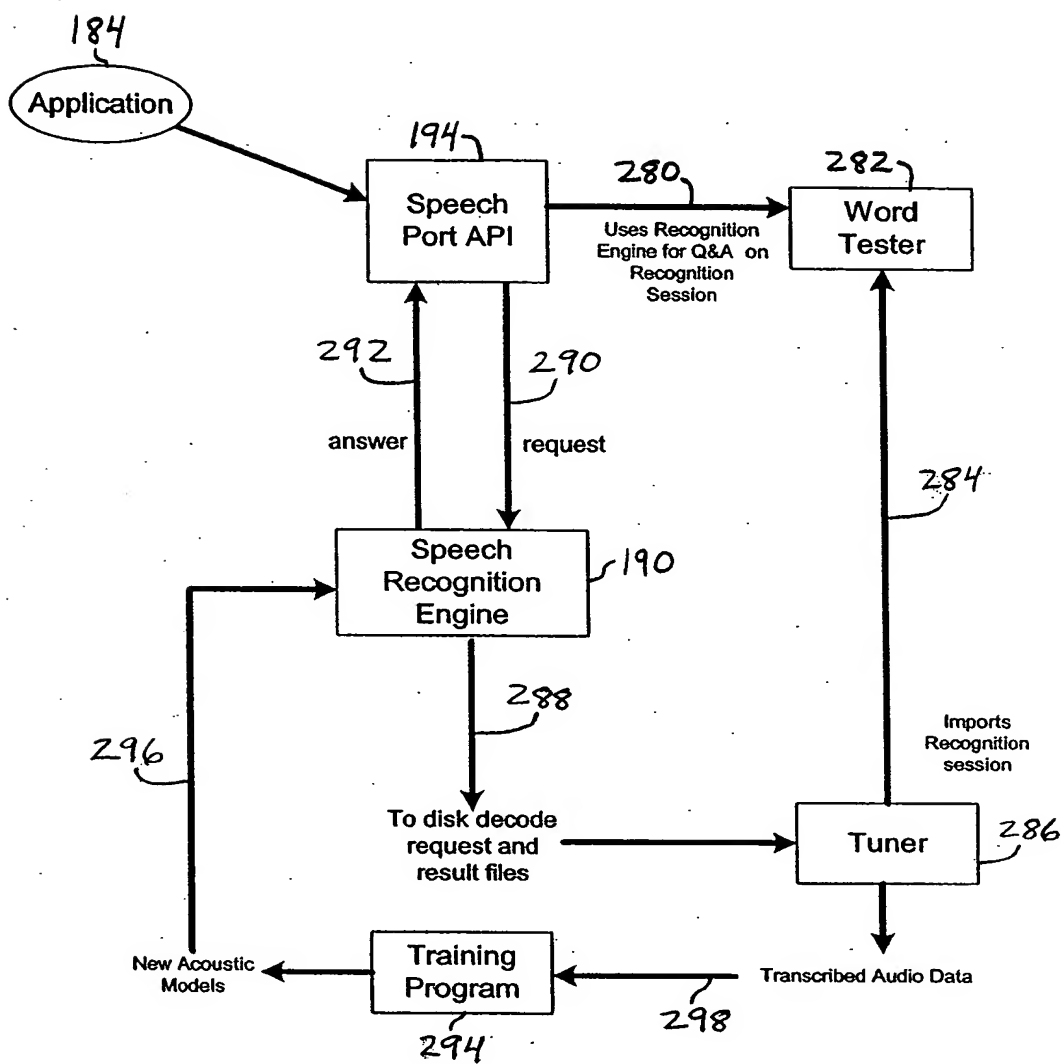 184
Application
194
Speech
Port API
280
Uses Recognition
Engine for Q&A on
Recognition
Session
282
Word
Tester
292
290
answer
request
284
Speech
Recognition
Engine
190
288
296
Imports
Recognition
session
To disk decode
request and
result files
Tuner
286
New Acoustic
Models
Training
Program
294
298
Transcribed Audio Data